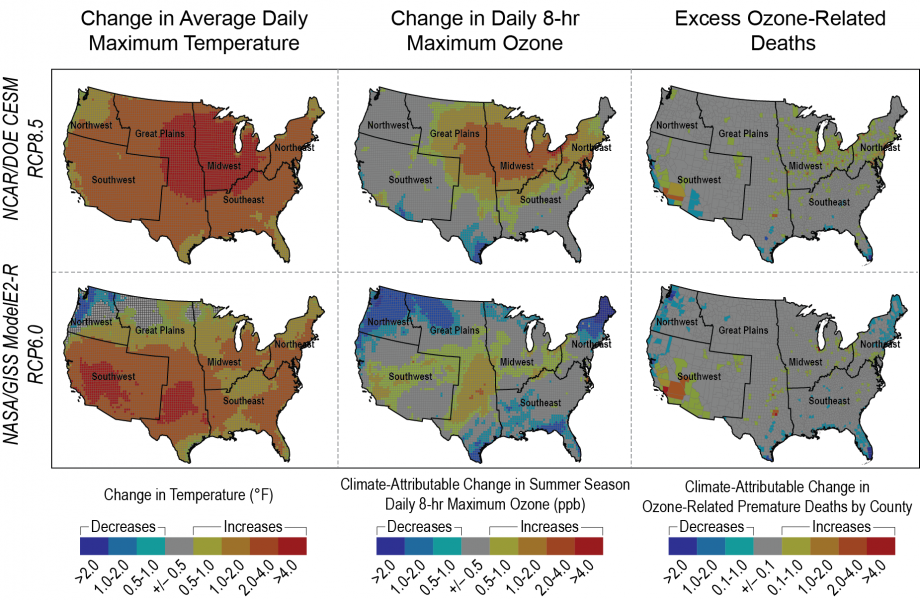 Change in Average Daily
Maximum Temperature
Change in Daily 8-hr
Maximum Ozone
Excess Ozone-Related
Deaths
NCAR/DOE CESM
RCP8.5
Northwest
Great Plains
Midwest
Northeast
Southwest
Southeast
Northwest
Great Plains
Midwest
Northeast
Southwest
Southeast
Northwest
Great Plains
Midwest
Northeast
Southwest
Southeast
NASA/GISS ModelE2-R
RCP6.0
Northwest
Great Plains
Midwest
Northeast
Southwest
Southeast
Northwest
Great Plains
Midwest
Northeast
Southwest
Southeast
Northwest
Great Plains
Midwest
Northeast
Southwest
Southeast
Change in Temperature (°F)
Decreases
Increases
>2.0
1.0-2.0
0.5-1.0
+/– 0.5
0.5-1.0
1.0-2.0
2.0-4.0
>4.0
Climate-Attributable Change in Summer Season
Daily 8-hr Maximum Ozone (ppb)
Decreases
Increases
>2.0
1.0-2.0
0.5-1.0
+/– 0.5
0.5-1.0
1.0-2.0
2.0-4.0
>4.0
Climate-Attributable Change in
Ozone-Related Premature Deaths by County
Decreases
Increases
>2.0
1.0-2.0
0.1-1.0
+/– 0.1
0.1-1.0
1.0-2.0
2.0-4.0
>4.0